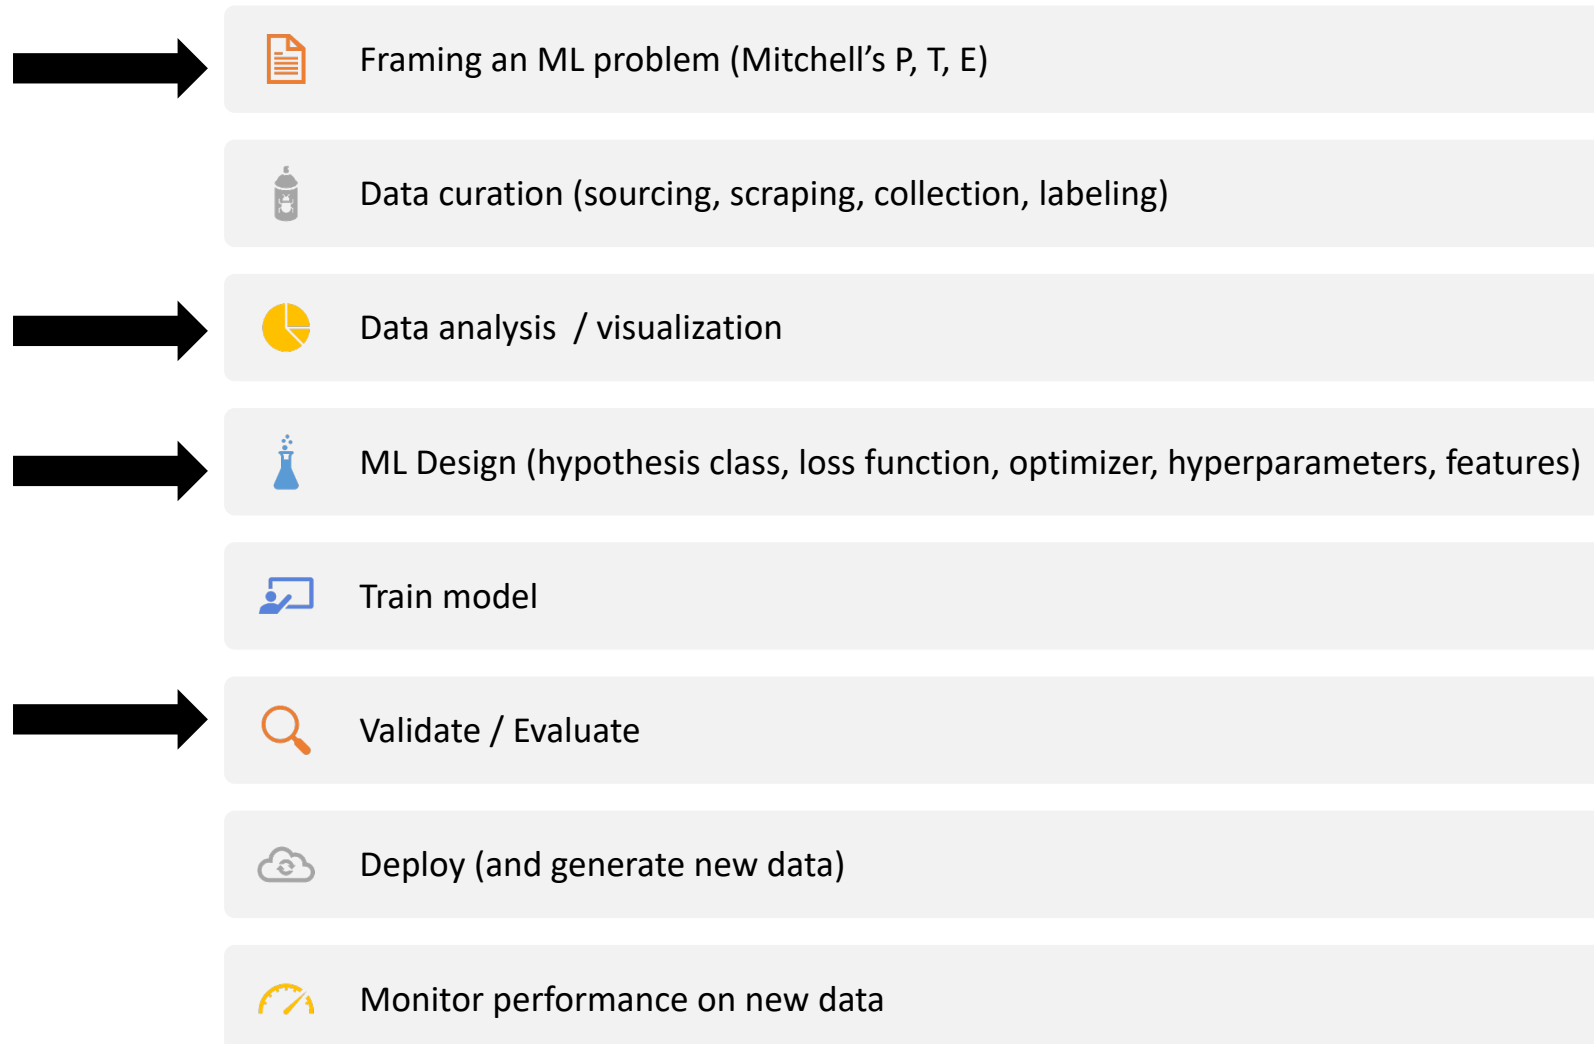 Framing an ML problem (Mitchell’s P, T, E)
Data curation (sourcing, scraping, collection, labeling)
Data analysis / visualization
ML Design (hypothesis class, loss function, optimizer, hyperparameters, features)
Train model
Validate / Evaluate
Deploy (and generate new data)
Monitor performance on new data